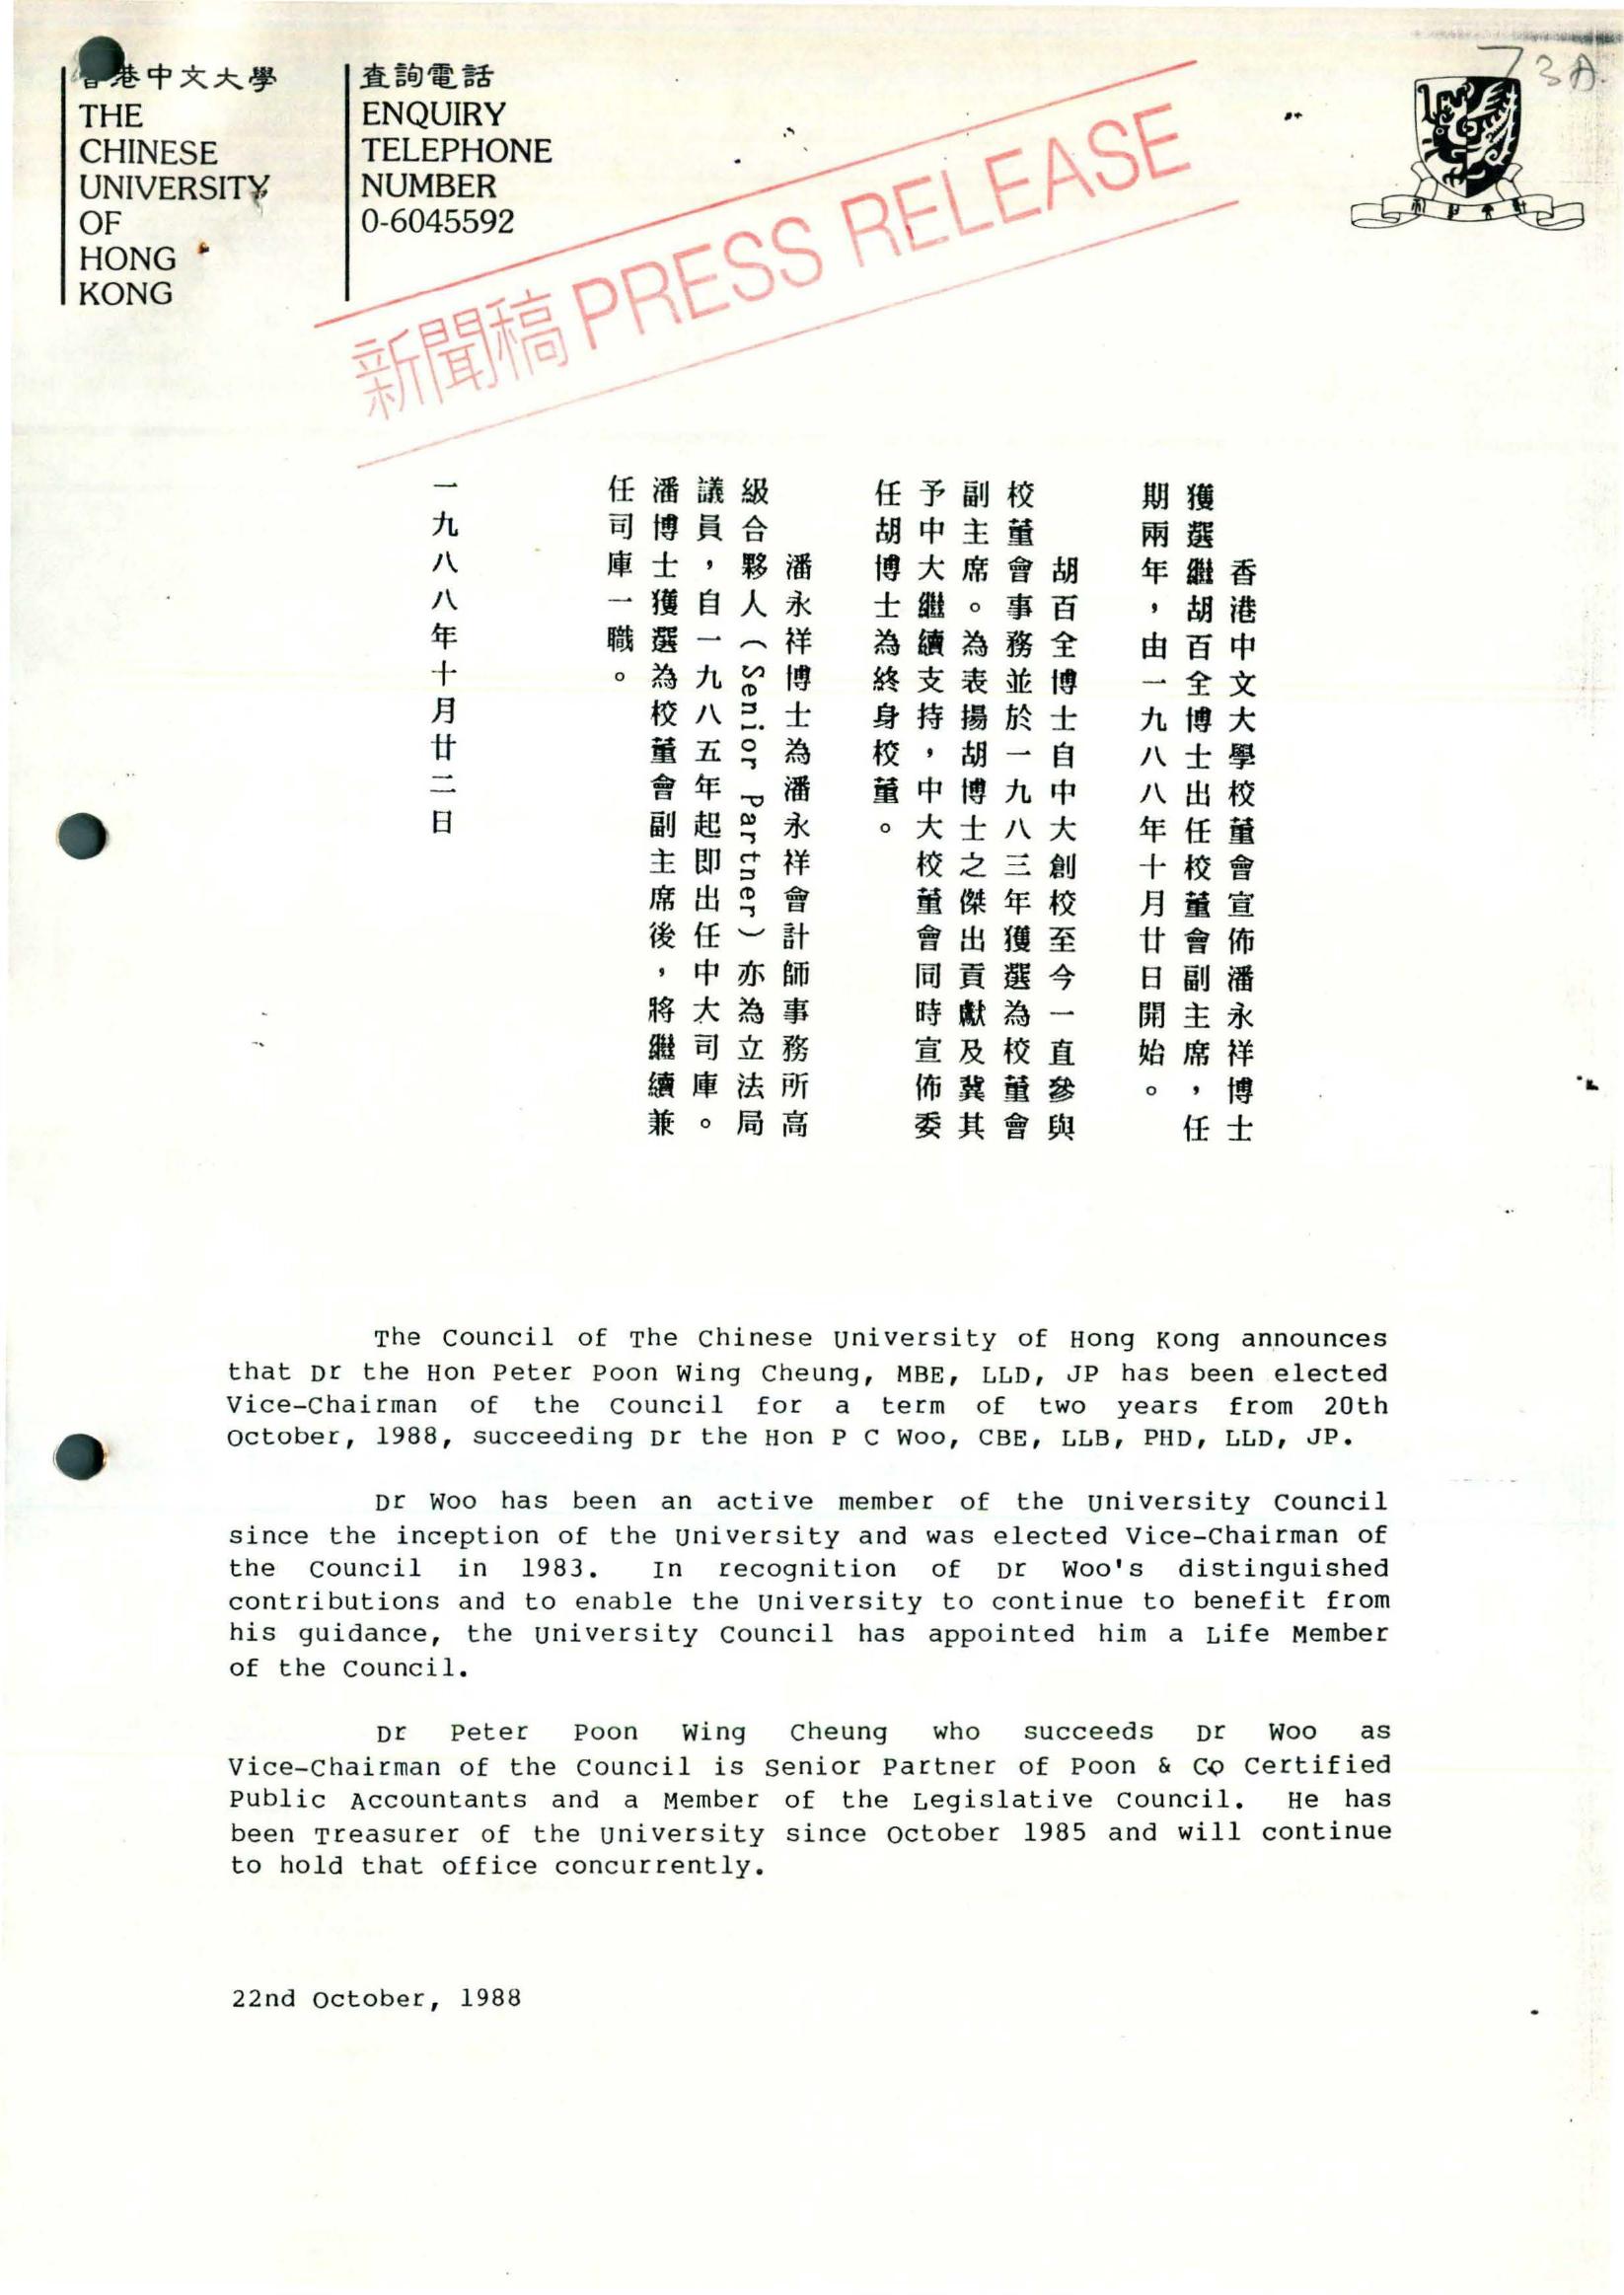 香港中文大學
THE
CHINESE
UNIVERSITY
OF
HONG
KONG
查詢電話
ENQUIRY
TELEPHONE
NUMBER
0-6045592
73A.
新聞稿 PRESS RELEASE
香港中文大學校董會宣佈潘永祥博士
獲選繼胡百全博士出任校董會副主席，任
期兩年，由一九八八年十月廿日開始。
胡百全博士自中大創校至今一直參與
校董會事務並於一九八三年獲選為校董會
副主席。為表揚胡博士之傑出貢獻及冀其
予中大繼續支持，中大校董會同時宣佈委
任胡博士為終身校董。
潘永祥博士為潘永祥會計師事務所高
級合夥人（Senior Partner）亦為立法局
議員，自一九八五年起即出任中大司庫。
潘博士獲選為校董會副主席後，將繼續兼
任司庫一職。
一九八八年十月廿二日
The Council of The Chinese University of Hong Kong announces
that Dr the Hon Peter Poon Wing Cheung, MBE, LLD, JP has been elected
Vice-Chairman of the Council for a term of two years from 20th
October, 1988, succeeding Dr the Hon P C Woo, CBE, LLB, PHD, LLD, JP.
Dr Woo has been an active member of the University Council
since the inception of the University and was elected Vice-Chairman of
the Council in 1983. In recognition of Dr Woo's distinguished
contributions and to enable the University to continue to benefit from
his guidance, the University Council has appointed him a Life Member
of the Council.
Dr Peter Poon Wing Cheung who succeeds Dr Woo as
Vice-Chairman of the Council is Senior Partner of Poon & Co Certified
Public Accountants and a Member of the Legislative Council. He has
been Treasurer of the University since October 1985 and will continue
to hold that office concurrently.
22nd October, 1988